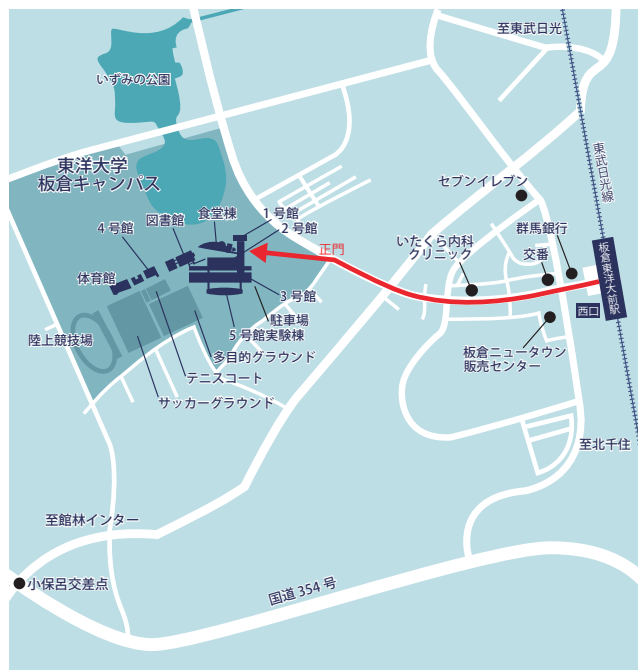 至東武日光
いずみの公園
東武日光線
東洋大学
板倉キャンパス
セブンイレブン
図書館
食堂棟
1号館
2号館
4号館
正門
いたくら内科
クリニック
群馬銀行
交番
体育館
板倉東洋大前駅
西口
3号館
駐車場
5号館実験棟
陸上競技場
多目的グラウンド
テニスコート
サッカーグラウンド
板倉ニュータウン
販売センター
至北千住
至館林インター
小保呂交差点
国道354号